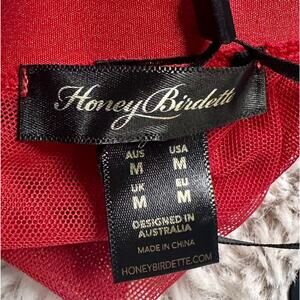 Honey Birdette
AUS USA
M M
UK EU
M M
DESIGNED IN
AUSTRALIA
MADE IN CHINA
HONEYBIRDETTE.COM